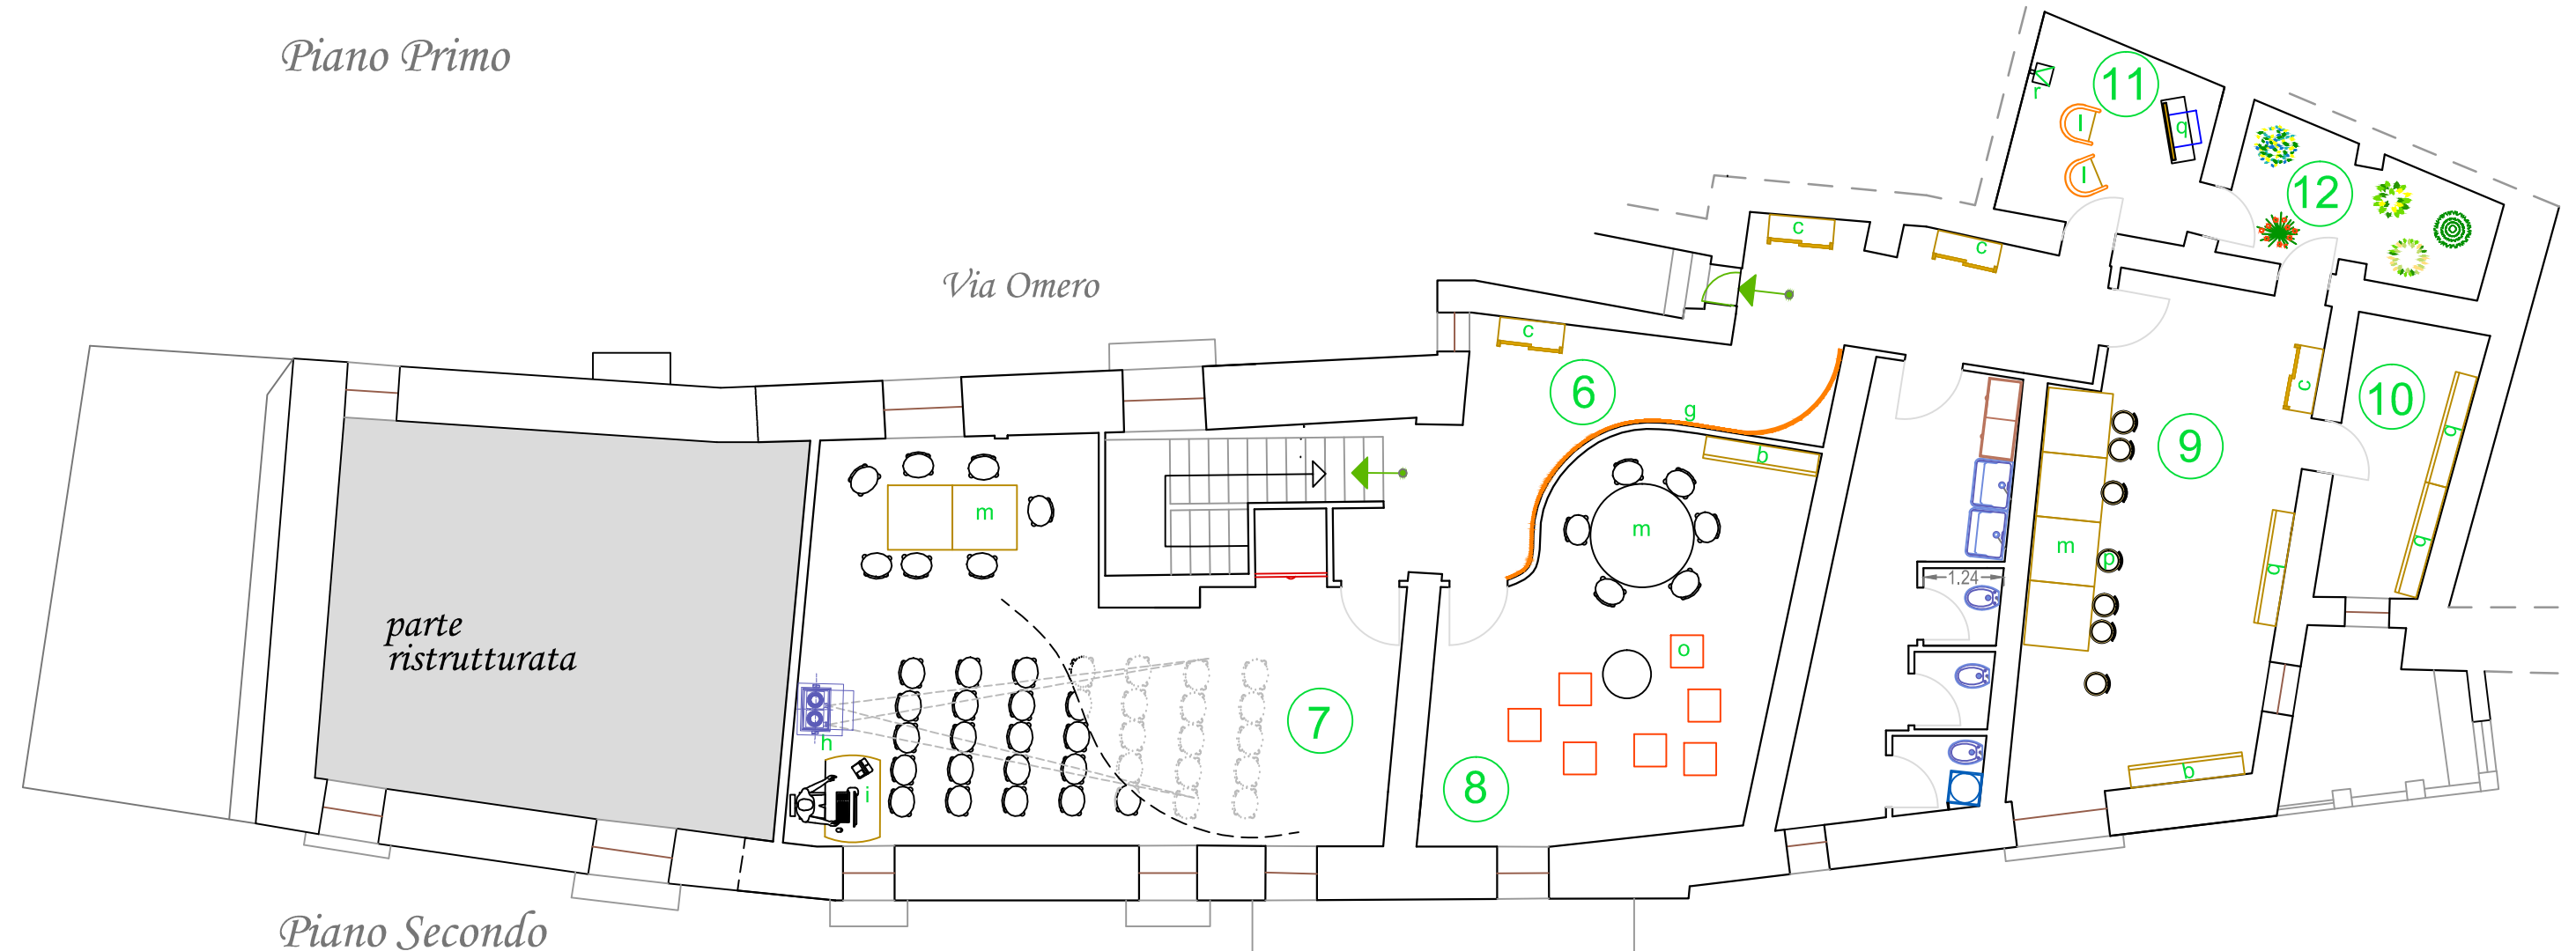 Piano Primo
11
r
l
q
l
12
c
c
Via Omero
c
6
c
g
10
b
9
b
m
b
m
m
p
b
1.24
parte
ristrutturata
o
7
h
8
i
b
Piano Secondo